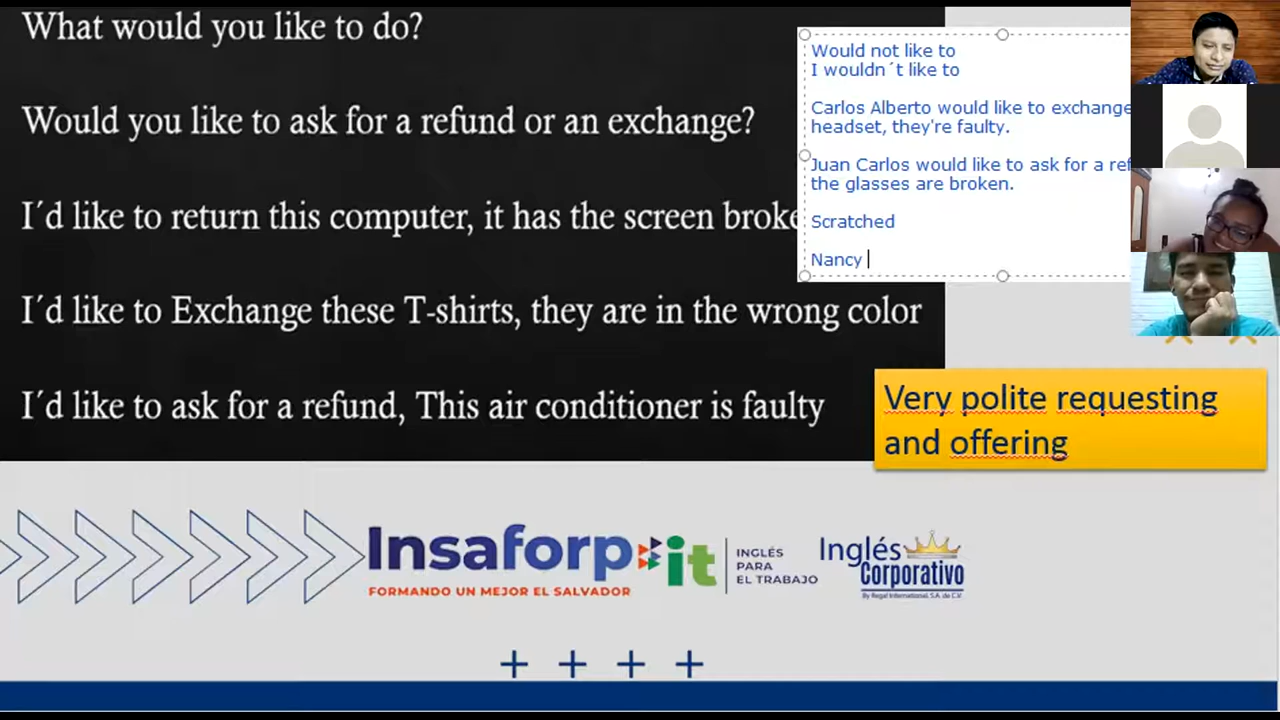 What would you like to do?
Would you like to ask for a refund or an exchange?
I´d like to return this computer, it has the screen broke
I´d like to Exchange these T-shirts, they are in the wrong color
I´d like to ask for a refund, This air conditioner is faulty
Would not like to
I wouldn´t like to
Carlos Alberto would like to exchange
headset, they're faulty.
Juan Carlos would like to ask for a ref
the glasses are broken.
Scratched
Nancy
Very polite requesting
and offering
Insaforp
FORMANDO UN MEJOR EL SALVADOR
it
INGLÉS
PARA
EL TRABAJO
Inglés
Corporativo
By Regal International, S.A. de C.V.